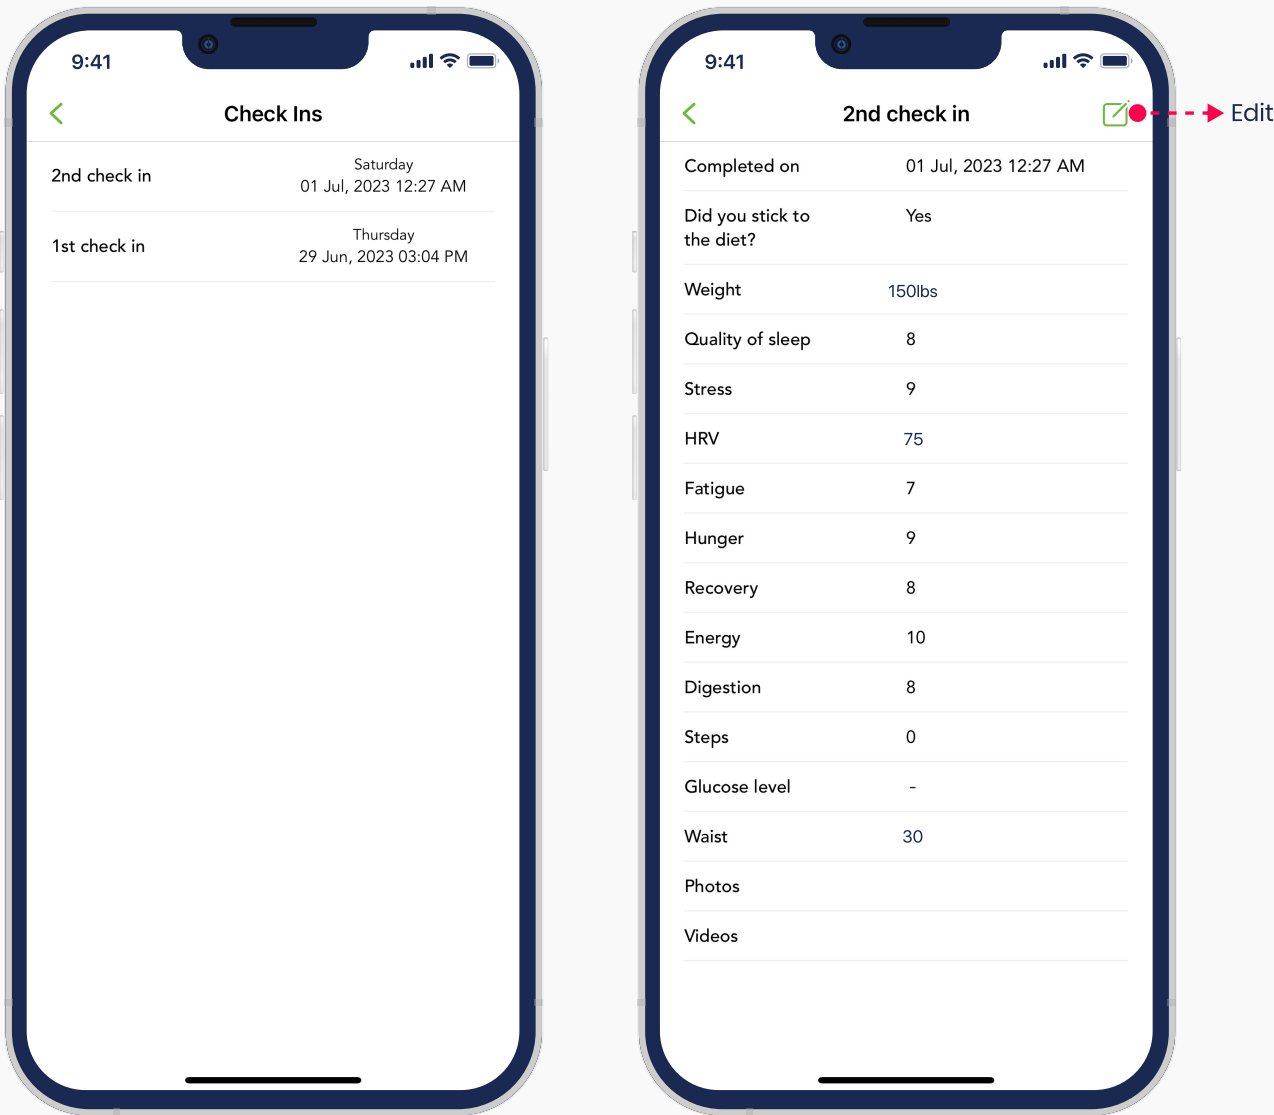 9:41
Check Ins
2nd check in
Saturday
01 Jul, 2023 12:27 AM
1st check in
Thursday
29 Jun, 2023 03:04 PM
9:41
2nd check in
Edit
Completed on 01 Jul, 2023 12:27 AM
Did you stick to Yes
the diet?
Weight 150lbs
Quality of sleep 8
Stress 9
HRV 75
Fatigue 7
Hunger 9
Recovery 8
Energy 10
Digestion 8
Steps 0
Glucose level -
Waist 30
Photos
Videos